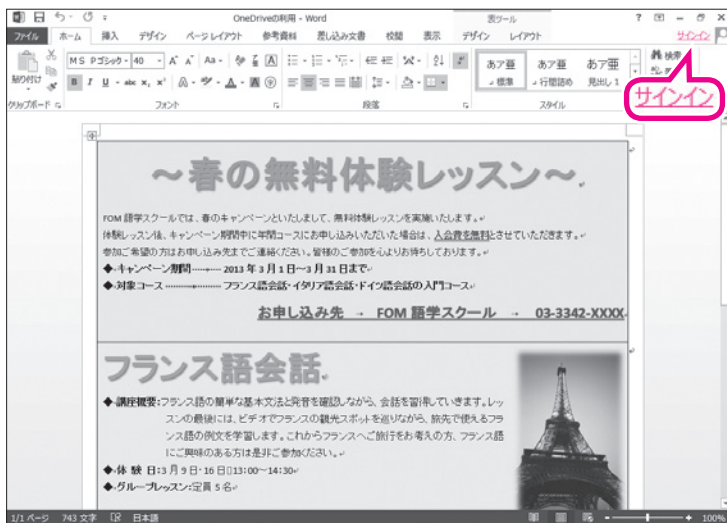 OneDriveの利用 - Word
表ツール
ファイル ホーム 挿入 デザイン ページ レイアウト 参考資料 差し込み文書 校閲 表示 デザイン レイアウト
サインイン
MS Pゴシック 40
検索
貼り付け
あア亜 あア亜 あア亜
標準 行間詰め 見出し 1
クリップボード フォント 段落 スタイル
サインイン
～春の無料体験レッスン～
FOM 語学スクールでは、春のキャンペーンといたしまして、無料体験レッスンを実施いたします。
体験レッスン後、キャンペーン期間中に年間コースにお申し込みいただいた場合は、入会費を無料とさせていただきます。
参加ご希望の方はお申し込み先までご連絡ください。皆様のご参加を心よりお待ちしております。
◆キャンペーン期間 2013年3月1日～3月31日まで
◆対象コース フランス語会話・イタリア語会話・ドイツ語会話の入門コース
お申し込み先 → FOM 語学スクール → 03-3342-XXXX
フランス語会話
◆講座概要:フランス語の簡単な基本文法と発音を確認しながら、会話を習得していきます。レッ
スンの最後には、ビデオでフランスの観光スポットを巡りながら、旅先で使えるフラ
ンス語の例文を学習します。これからフランスへご旅行をお考えの方、フランス語
にご興味のある方は是非ご参加ください。
◆体 験 日:3月9日・16日 13:00～14:30
◆グループレッスン:定員 5名
1/1 ページ 743 文字 日本語 100%